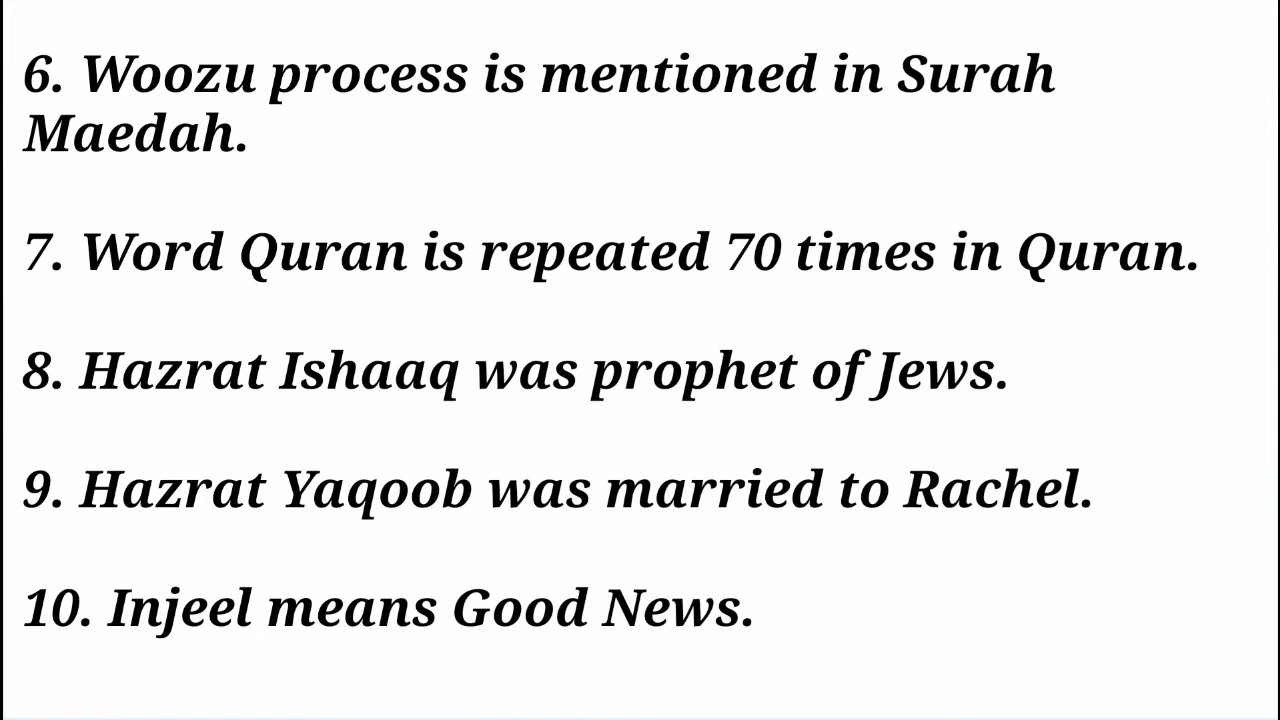 6. Woozu process is mentioned in Surah
Maedah.
7. Word Quran is repeated 70 times in Quran.
8. Hazrat Ishaaq was prophet of Jews.
9. Hazrat Yaqoob was married to Rachel.
10. Injeel means Good News.